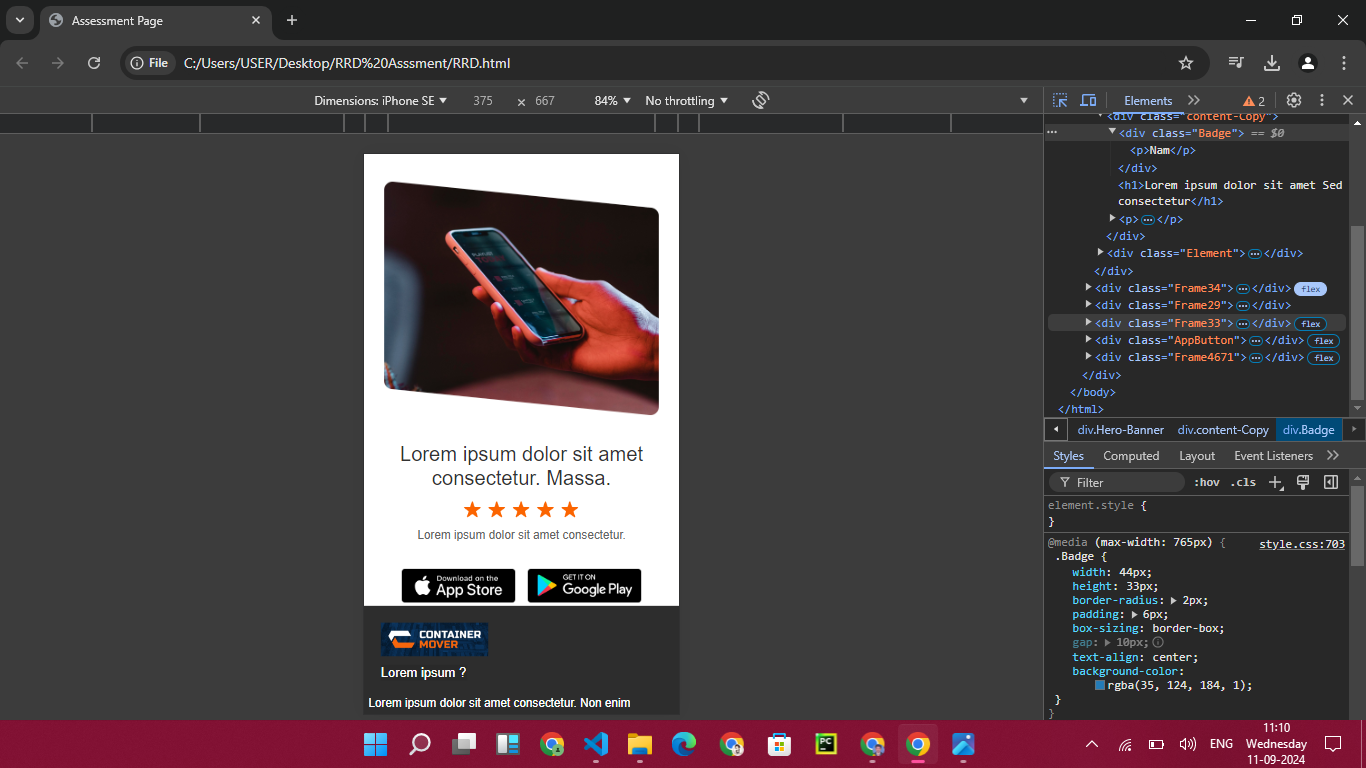 Assessment Page
File
C:/Users/USER/Desktop/RRD%20Asssment/RRD.html
Dimensions: iPhone SE 375 × 667 84% No throttling
Elements 2
<div class="content-Copy">
<div class="Badge"> == $0
<p>Nam</p>
</div>
<h1>Lorem ipsum dolor sit amet Sed
consectetur</h1>
<p>…</p>
</div>
<div class="Element">…</div>
</div>
<div class="Frame34">…</div> flex
<div class="Frame29">…</div>
<div class="Frame33">…</div> flex
<div class="AppButton">…</div> flex
<div class="Frame4671">…</div> flex
</div>
</body>
</html>
div.Hero-Banner div.content-Copy div.Badge
Styles Computed Layout Event Listeners
Filter :hov .cls
element.style {
}
@media (max-width: 765px) { style.css:703
.Badge {
width: 44px;
height: 33px;
border-radius: 2px;
padding: 6px;
box-sizing: border-box;
gap: 10px;
text-align: center;
background-color:
rgba(35, 124, 184, 1);
}
}
Lorem ipsum dolor sit amet
consectetur. Massa.
Lorem ipsum dolor sit amet consectetur.
Download on the
App Store
GET IT ON
Google Play
CONTAINER
MOVER
Lorem ipsum ?
Lorem ipsum dolor sit amet consectetur. Non enim
PC
ENG
11:10
Wednesday
11-09-2024